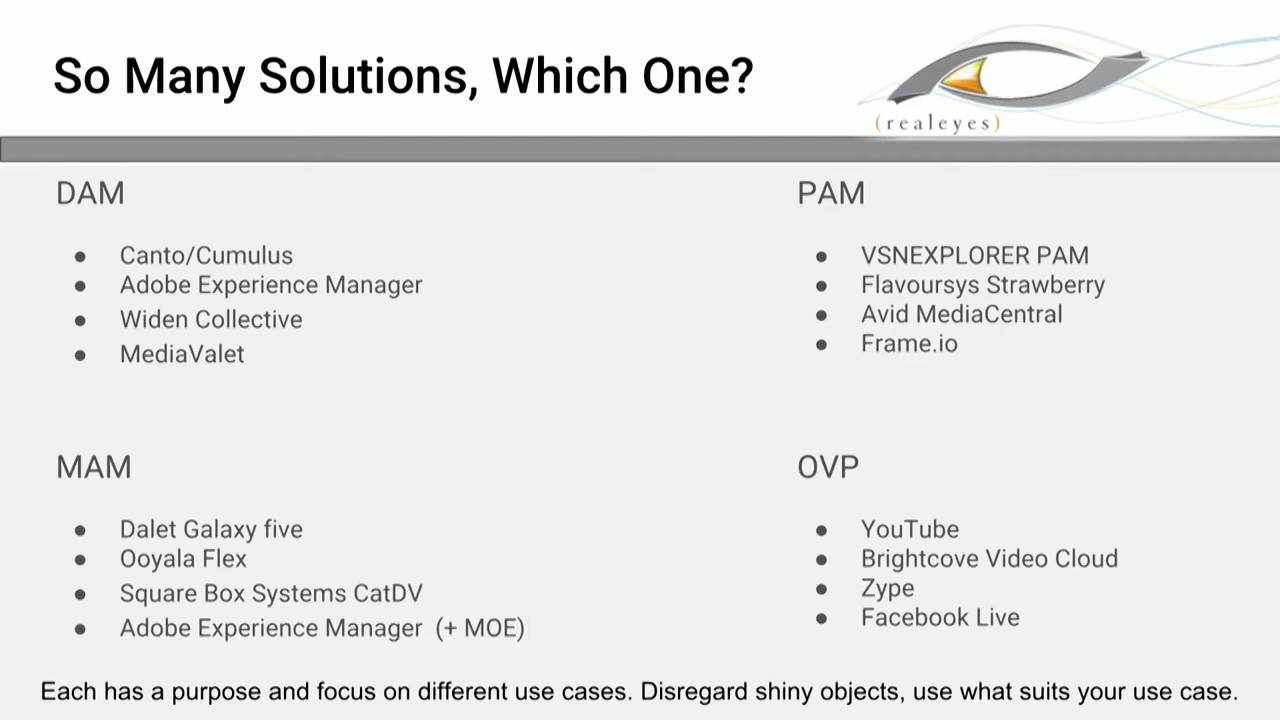 So Many Solutions, Which One?
(realeyes)
DAM
● Canto/Cumulus
● Adobe Experience Manager
● Widen Collective
● MediaValet
PAM
● VSNEXPLORER PAM
● Flavoursys Strawberry
● Avid MediaCentral
● Frame.io
MAM
● Dalet Galaxy five
● Ooyala Flex
● Square Box Systems CatDV
● Adobe Experience Manager (+ MOE)
OVP
● YouTube
● Brightcove Video Cloud
● Zype
● Facebook Live
Each has a purpose and focus on different use cases. Disregard shiny objects, use what suits your use case.